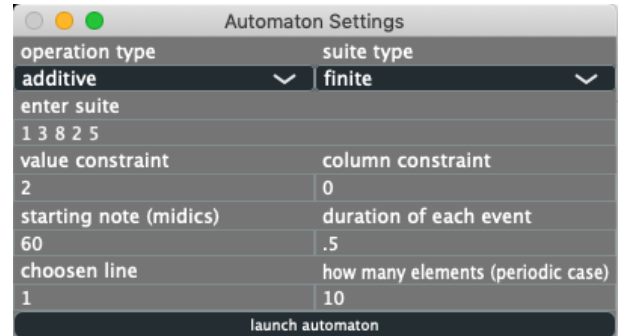 Automaton Settings
operation type suite type
additive finite
enter suite
1 3 8 2 5
value constraint column constraint
2 0
starting note (midics) duration of each event
60 .5
choosen line how many elements (periodic case)
1 10
launch automaton